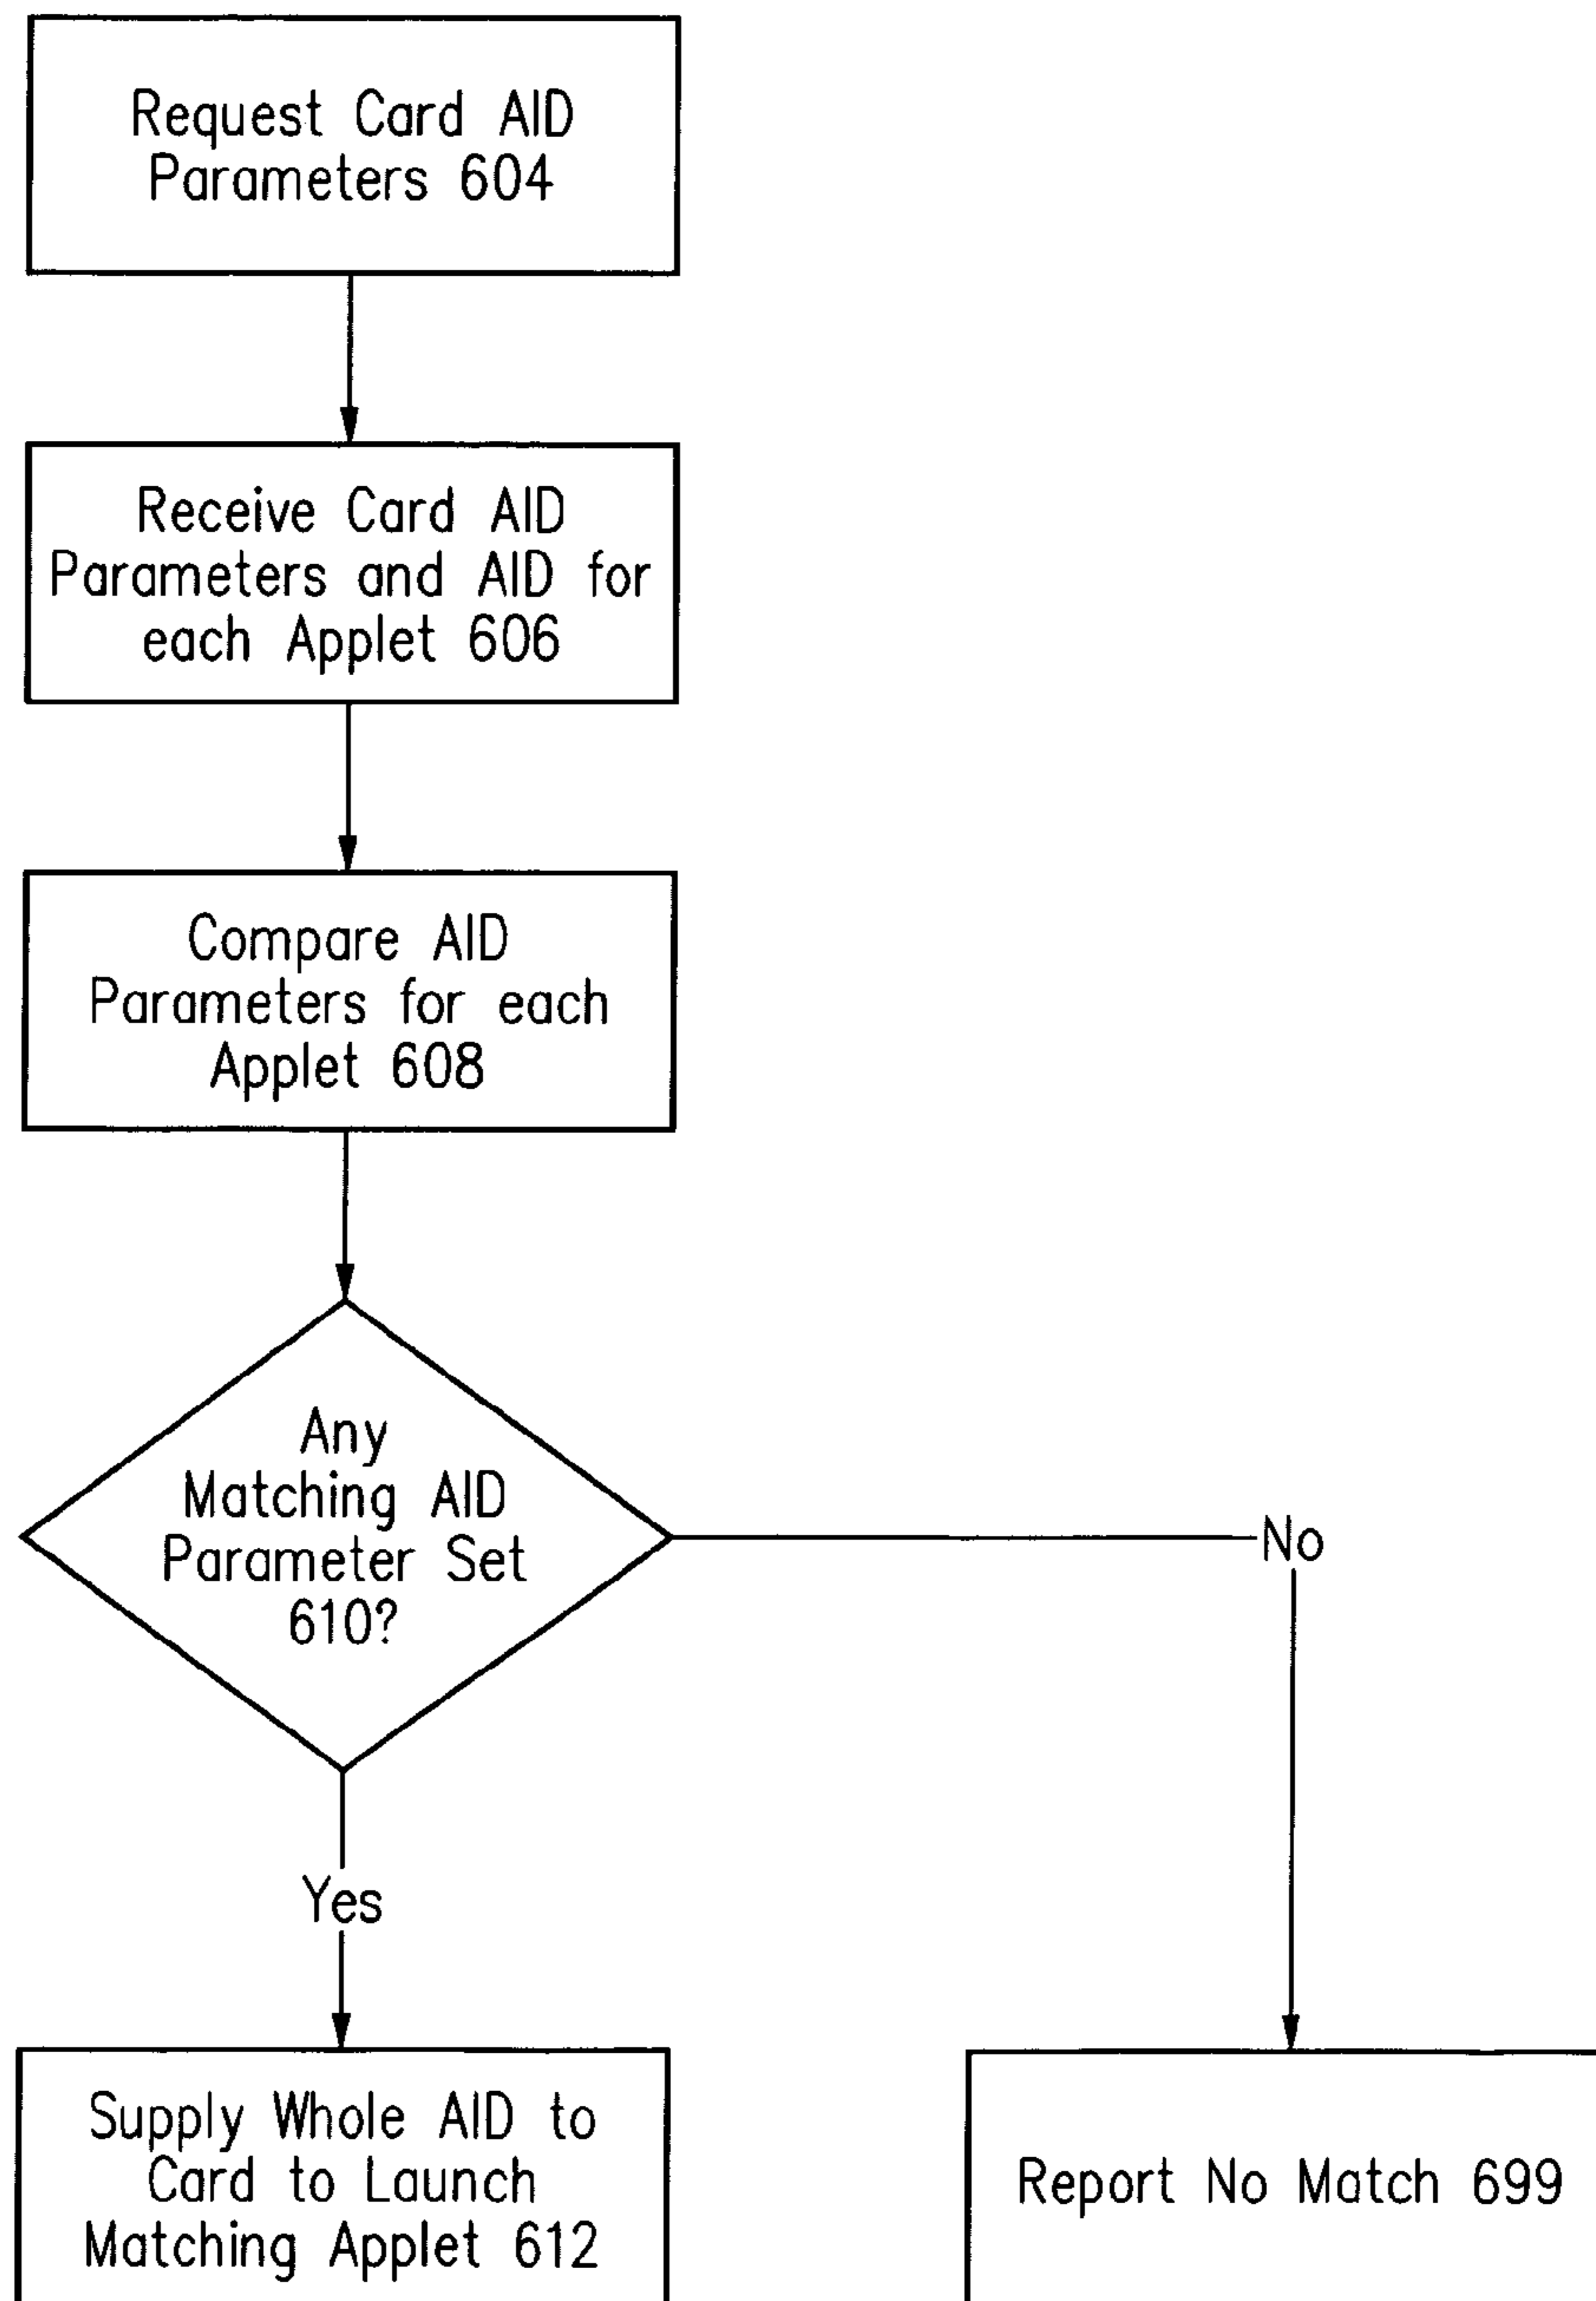 Request Card AID
Parameters 604
Receive Card AID
Parameters and AID for
each Applet 606
Compare AID
Parameters for each
Applet 608
Any
Matching AID
Parameter Set
610?
No
Yes
Supply Whole AID to
Card to Launch
Matching Applet 612
Report No Match 699